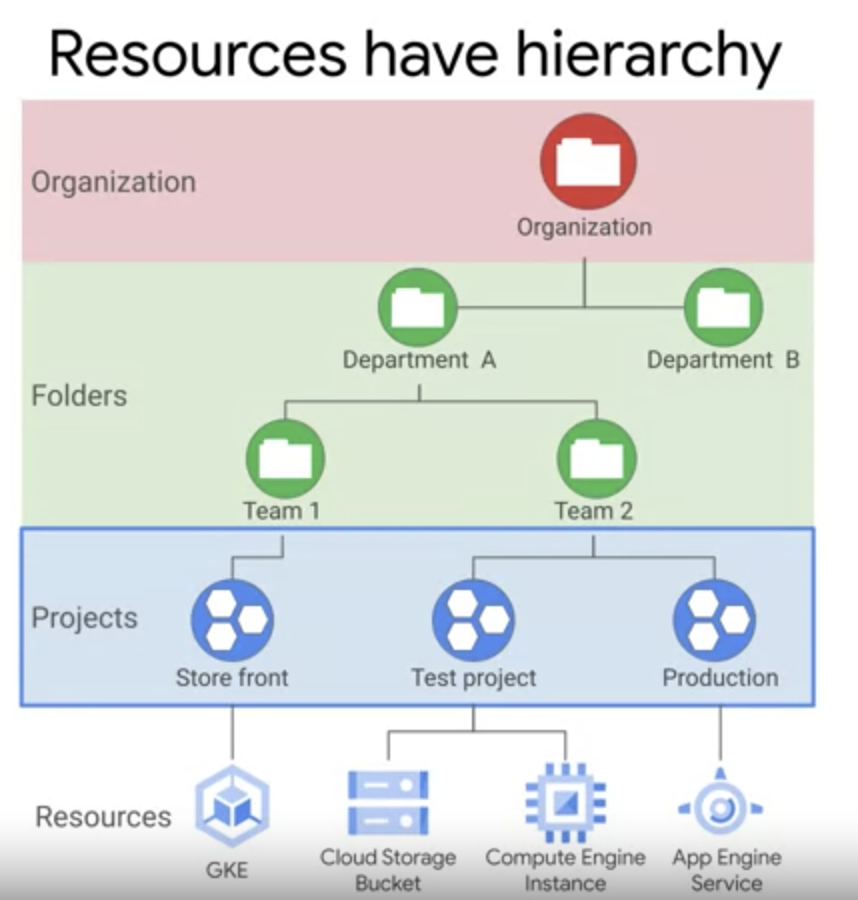 Resources have hierarchy
Organization
Organization
Department A
Department B
Folders
Team 1
Team 2
Projects
Store front
Test project
Production
Resources
GKE
Cloud Storage
Bucket
Compute Engine
Instance
App Engine
Service